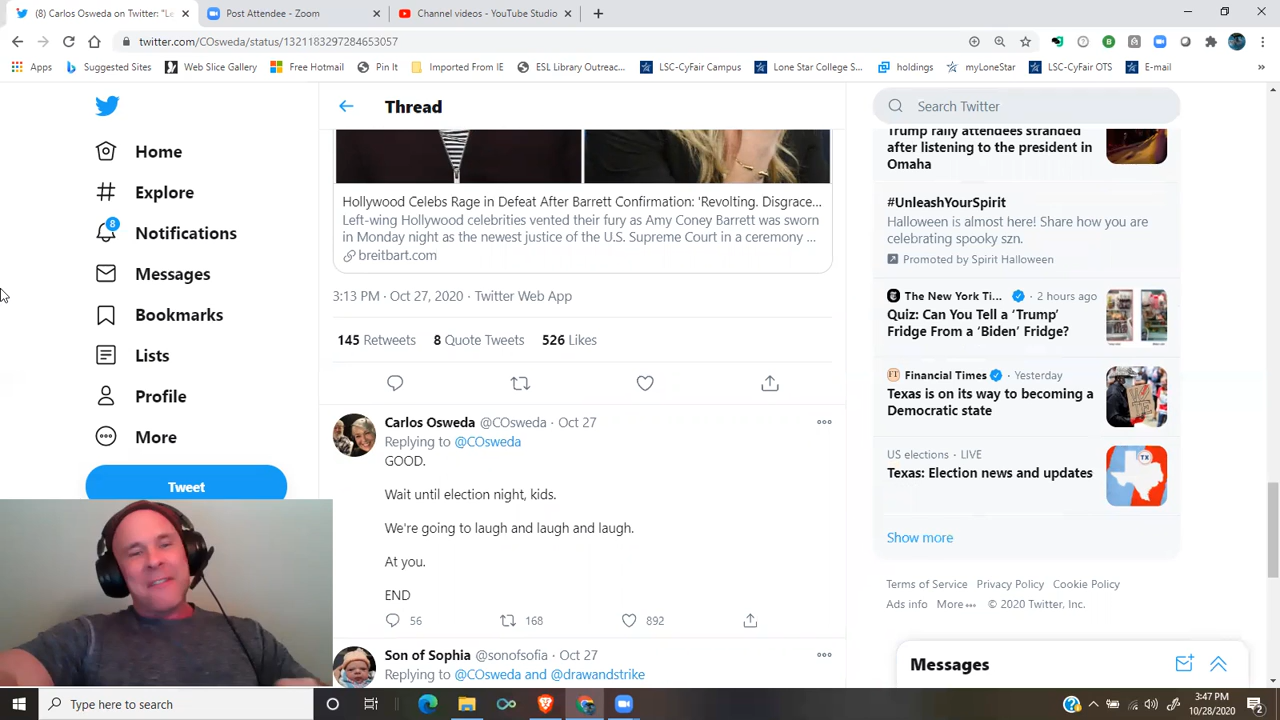 (8) Carlos Osweda on Twitter: "Le
Post Attendee - Zoom
Channel videos - YouTube Studio
twitter.com/COsweda/status/1321183297284653057
Apps
Suggested Sites
Web Slice Gallery
Free Hotmail
Pin It
Imported From IE
ESL Library Outreac...
LSC-CyFair Campus
Lone Star College S...
holdings
myLoneStar
LSC-CyFair OTS
E-mail
»
Home
Explore
8
Notifications
Messages
Bookmarks
Lists
Profile
More
Tweet
Thread
Hollywood Celebs Rage in Defeat After Barrett Confirmation: 'Revolting. Disgrace...
Left-wing Hollywood celebrities vented their fury as Amy Coney Barrett was sworn
in Monday night as the newest justice of the U.S. Supreme Court in a ceremony ...
breitbart.com
3:13 PM · Oct 27, 2020 · Twitter Web App
145 Retweets 8 Quote Tweets 526 Likes
Carlos Osweda @COsweda · Oct 27
Replying to @COsweda
GOOD.
Wait until election night, kids.
We're going to laugh and laugh and laugh.
At you.
END
56 168 892
Son of Sophia @sonofsofia · Oct 27
Replying to @COsweda and @drawandstrike
Search Twitter
Trump rally attendees stranded
after listening to the president in
Omaha
#UnleashYourSpirit
Halloween is almost here! Share how you are
celebrating spooky szn.
Promoted by Spirit Halloween
The New York Ti... · 2 hours ago
Quiz: Can You Tell a ‘Trump’
Fridge From a ‘Biden’ Fridge?
Financial Times · Yesterday
Texas is on its way to becoming a
Democratic state
US elections · LIVE
Texas: Election news and updates
TX
Show more
Terms of Service Privacy Policy Cookie Policy
Ads info More ••• © 2020 Twitter, Inc.
Messages
Type here to search
3:47 PM
10/28/2020
2